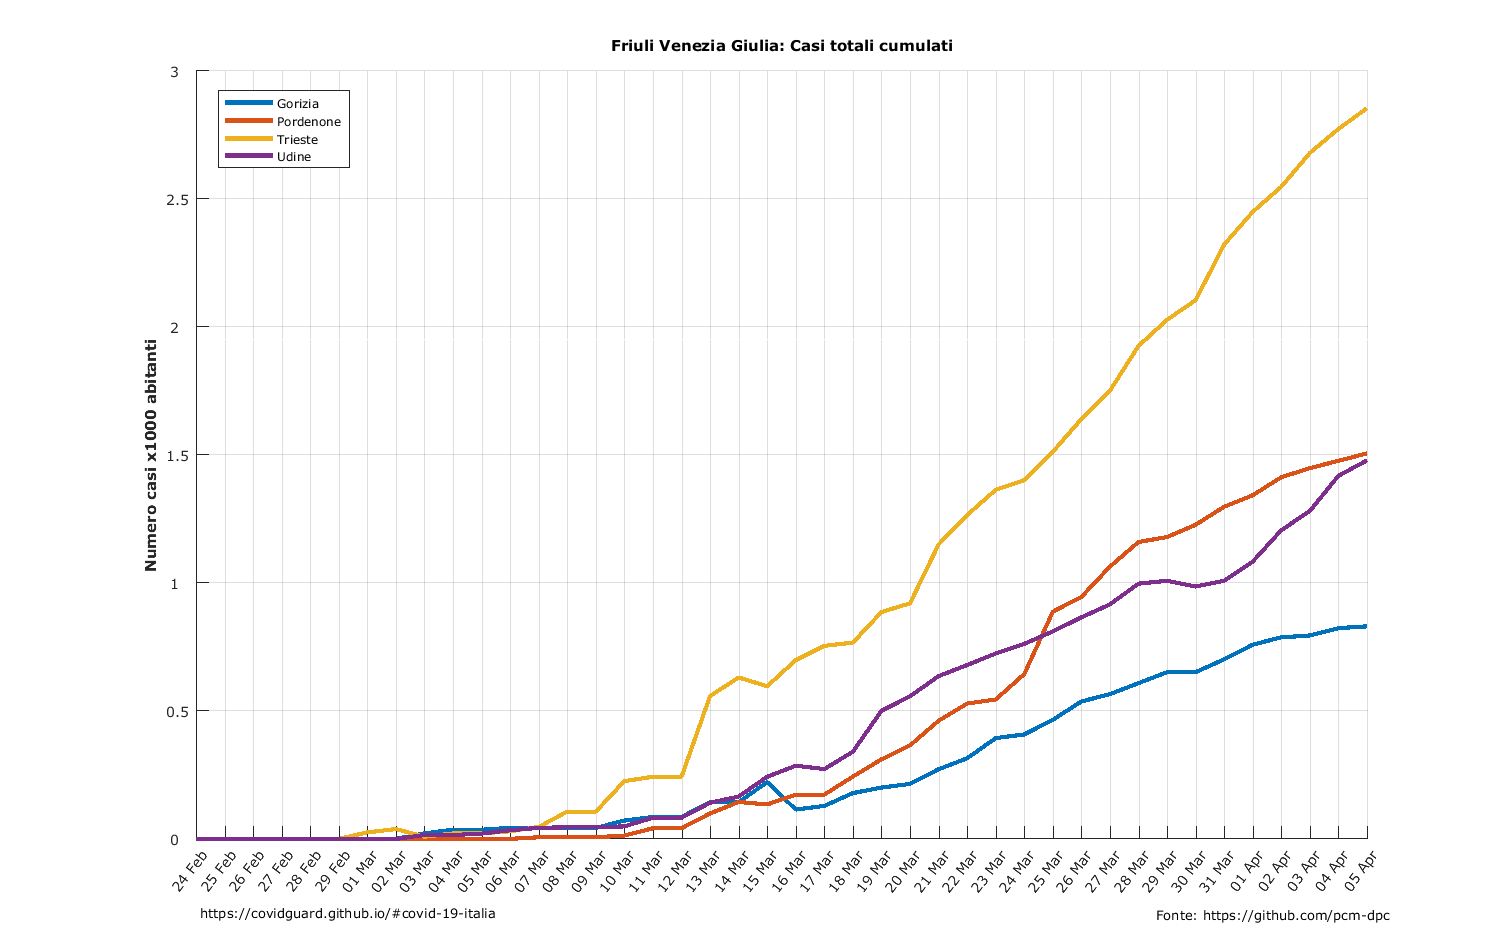 Friuli Venezia Giulia: Casi totali cumulati
3
2.5
2
1.5
1
0.5
0
Numero casi x1000 abitanti
Gorizia
Pordenone
Trieste
Udine
24 Feb
25 Feb
26 Feb
27 Feb
28 Feb
29 Feb
01 Mar
02 Mar
03 Mar
04 Mar
05 Mar
06 Mar
07 Mar
08 Mar
09 Mar
10 Mar
11 Mar
12 Mar
13 Mar
14 Mar
15 Mar
16 Mar
17 Mar
18 Mar
19 Mar
20 Mar
21 Mar
22 Mar
23 Mar
24 Mar
25 Mar
26 Mar
27 Mar
28 Mar
29 Mar
30 Mar
31 Mar
01 Apr
02 Apr
03 Apr
04 Apr
05 Apr
https://covidguard.github.io/#covid-19-italia
Fonte: https://github.com/pcm-dpc